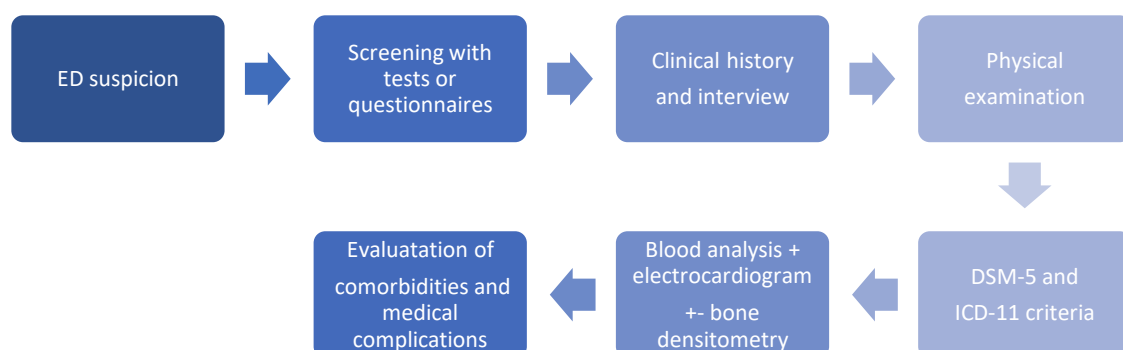 ED suspicion
Screening with
tests or
questionnaires
Clinical history
and interview
Physical
examination
DSM-5 and
ICD-11 criteria
Blood analysis +
electrocardiogram
+- bone
densitometry
Evaluatation of
comorbidities and
medical
complications